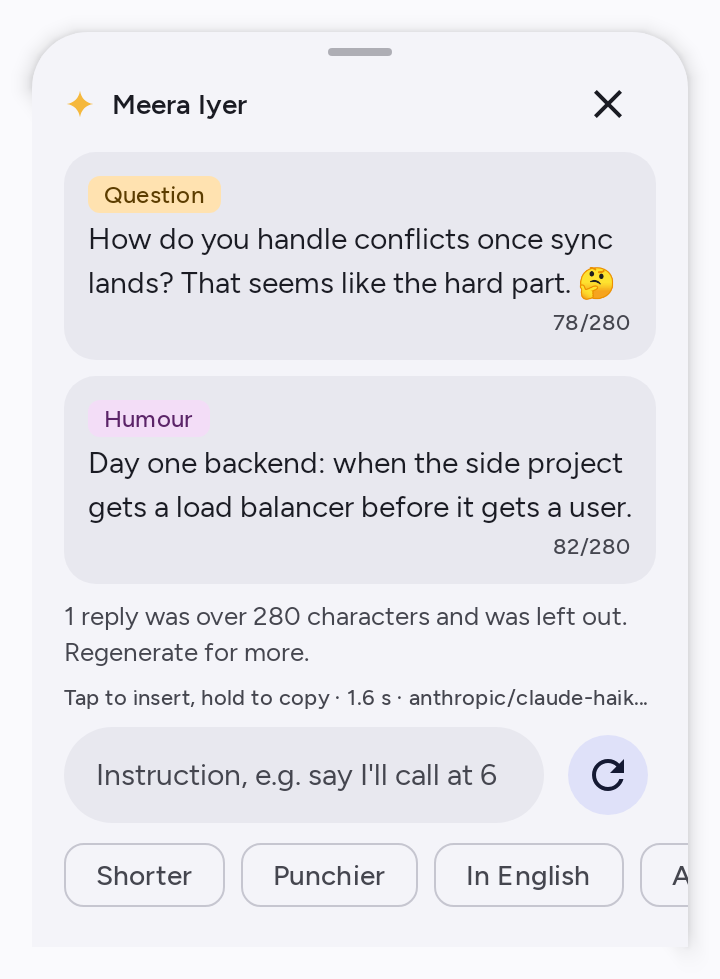 Meera Iyer
Question
How do you handle conflicts once sync
lands? That seems like the hard part. 🤔
78/280
Humour
Day one backend: when the side project
gets a load balancer before it gets a user.
82/280
1 reply was over 280 characters and was left out.
Regenerate for more.
Tap to insert, hold to copy · 1.6 s · anthropic/claude-haik…
Instruction, e.g. say I'll call at 6
Shorter
Punchier
In English